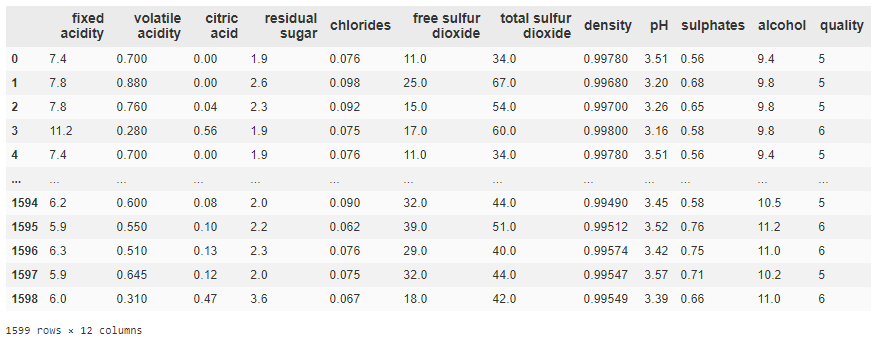 fixed acidity volatile acidity citric acid residual sugar chlorides free sulfur dioxide total sulfur dioxide density pH sulphates alcohol quality
0 7.4 0.700 0.00 1.9 0.076 11.0 34.0 0.99780 3.51 0.56 9.4 5
1 7.8 0.880 0.00 2.6 0.098 25.0 67.0 0.99680 3.20 0.68 9.8 5
2 7.8 0.760 0.04 2.3 0.092 15.0 54.0 0.99700 3.26 0.65 9.8 5
3 11.2 0.280 0.56 1.9 0.075 17.0 60.0 0.99800 3.16 0.58 9.8 6
4 7.4 0.700 0.00 1.9 0.076 11.0 34.0 0.99780 3.51 0.56 9.4 5
... ... ... ... ... ... ... ... ... ... ... ... ...
1594 6.2 0.600 0.08 2.0 0.090 32.0 44.0 0.99490 3.45 0.58 10.5 5
1595 5.9 0.550 0.10 2.2 0.062 39.0 51.0 0.99512 3.52 0.76 11.2 6
1596 6.3 0.510 0.13 2.3 0.076 29.0 40.0 0.99574 3.42 0.75 11.0 6
1597 5.9 0.645 0.12 2.0 0.075 32.0 44.0 0.99547 3.57 0.71 10.2 5
1598 6.0 0.310 0.47 3.6 0.067 18.0 42.0 0.99549 3.39 0.66 11.0 6
1599 rows × 12 columns